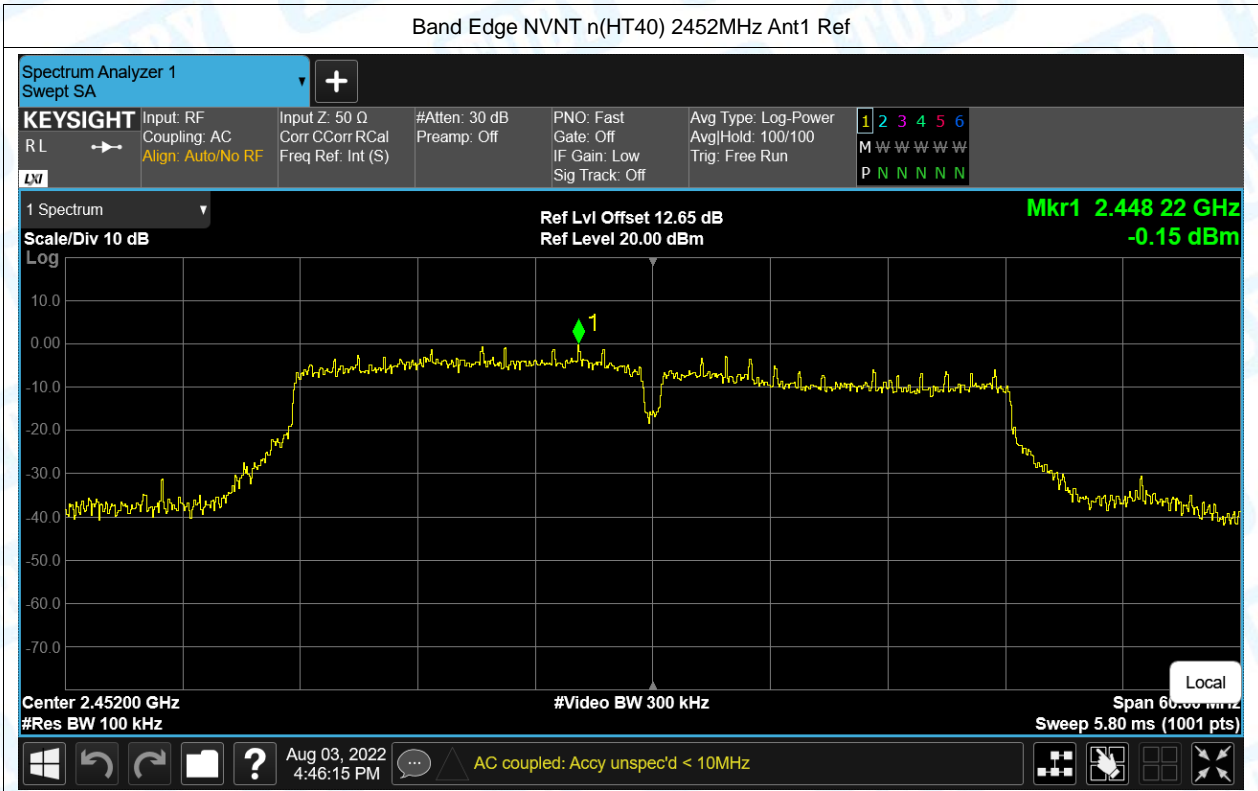 Band Edge NVNT n(HT40) 2452MHz Ant1 Ref
Spectrum Analyzer 1
Swept SA
+
KEYSIGHT
R L
LXI
Input: RF
Coupling: AC
Align: Auto/No RF
Input Z: 50 Ω
Corr CCorr RCal
Freq Ref: Int (S)
#Atten: 30 dB
Preamp: Off
PNO: Fast
Gate: Off
IF Gain: Low
Sig Track: Off
Avg Type: Log-Power
Avg|Hold: 100/100
Trig: Free Run
1 2 3 4 5 6
M W W W W W
P N N N N N
1 Spectrum
Scale/Div 10 dB
Log
Ref Lvl Offset 12.65 dB
Ref Level 20.00 dBm
Mkr1 2.448 22 GHz
-0.15 dBm
10.0
0.00
-10.0
-20.0
-30.0
-40.0
-50.0
-60.0
-70.0
1
Center 2.45200 GHz
#Res BW 100 kHz
#Video BW 300 kHz
Local
Span 60.00 MHz
Sweep 5.80 ms (1001 pts)
?
Aug 03, 2022
4:46:15 PM
AC coupled: Accy unspec'd < 10MHz